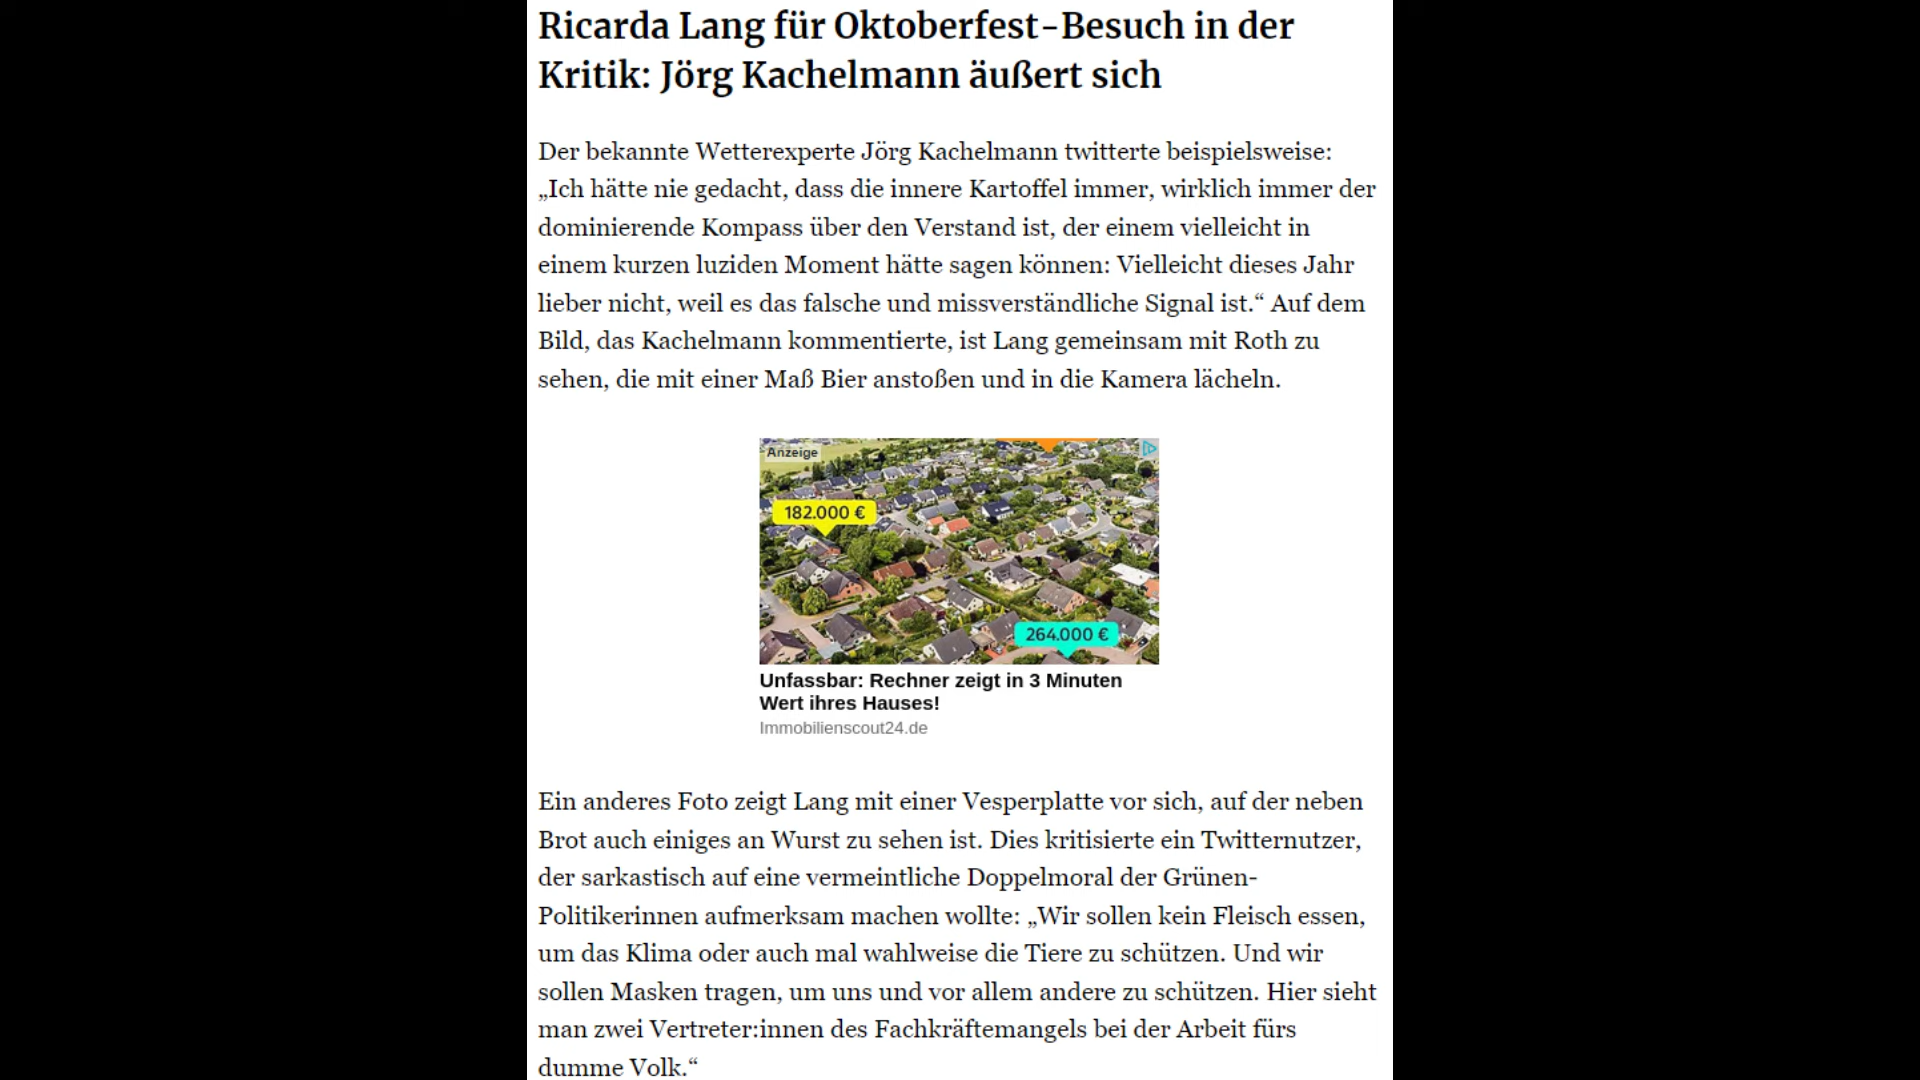 Ricarda Lang für Oktoberfest-Besuch in der
Kritik: Jörg Kachelmann äußert sich
Der bekannte Wetterexperte Jörg Kachelmann twitterte beispielsweise:
„Ich hätte nie gedacht, dass die innere Kartoffel immer, wirklich immer der
dominierende Kompass über den Verstand ist, der einem vielleicht in
einem kurzen luziden Moment hätte sagen können: Vielleicht dieses Jahr
lieber nicht, weil es das falsche und missverständliche Signal ist.“ Auf dem
Bild, das Kachelmann kommentierte, ist Lang gemeinsam mit Roth zu
sehen, die mit einer Maß Bier anstoßen und in die Kamera lächeln.
Anzeige
182.000 €
264.000 €
Unfassbar: Rechner zeigt in 3 Minuten
Wert ihres Hauses!
Immobilienscout24.de
Ein anderes Foto zeigt Lang mit einer Vesperplatte vor sich, auf der neben
Brot auch einiges an Wurst zu sehen ist. Dies kritisierte ein Twitternutzer,
der sarkastisch auf eine vermeintliche Doppelmoral der Grünen-
Politikerinnen aufmerksam machen wollte: „Wir sollen kein Fleisch essen,
um das Klima oder auch mal wahlweise die Tiere zu schützen. Und wir
sollen Masken tragen, um uns und vor allem andere zu schützen. Hier sieht
man zwei Vertreter:innen des Fachkräftemangels bei der Arbeit fürs
dumme Volk.“